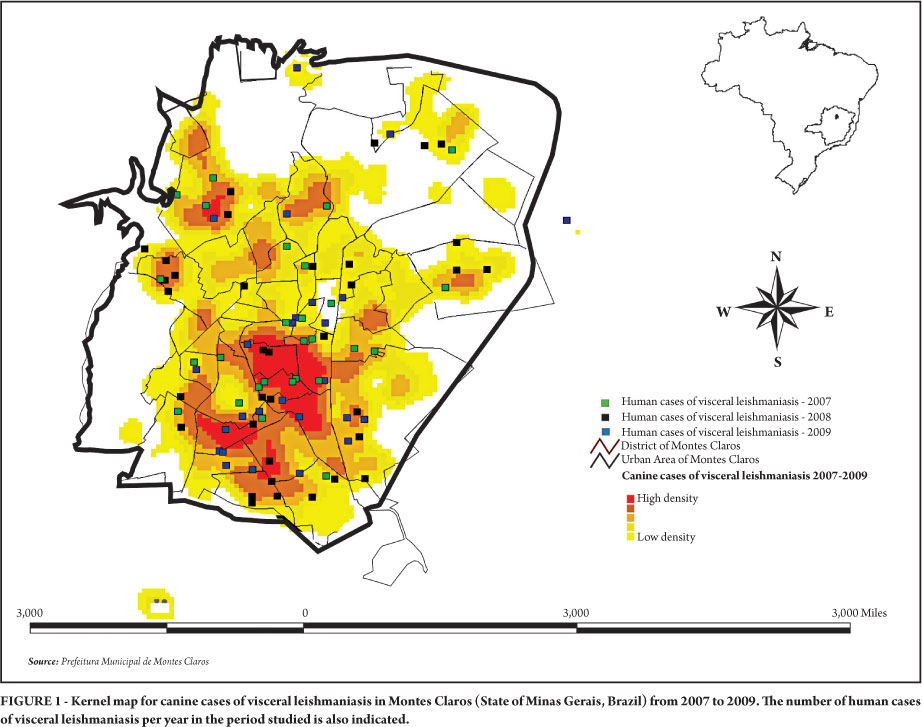 N
W
E
S
Human cases of visceral leishmaniasis - 2007
Human cases of visceral leishmaniasis - 2008
Human cases of visceral leishmaniasis - 2009
District of Montes Claros
Urban Area of Montes Claros
Canine cases of visceral leishmaniasis 2007-2009
High density
Low density
3,000 0 3,000 3,000 Miles
Source: Prefeitura Municipal de Montes Claros
FIGURE 1 - Kernel map for canine cases of visceral leishmaniasis in Montes Claros (State of Minas Gerais, Brazil) from 2007 to 2009. The number of human cases
of visceral leishmaniasis per year in the period studied is also indicated.